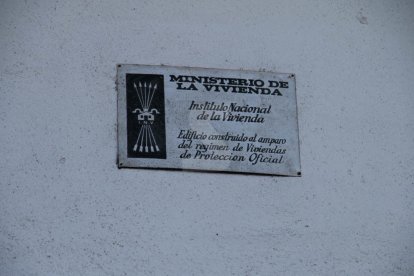 MINISTERIO DE
LA VIVIENDA
Instituto Nacional
de la Vivienda
Edificio construido al amparo
del regimen de Viviendas
de Protección Oficial
I.N.V.